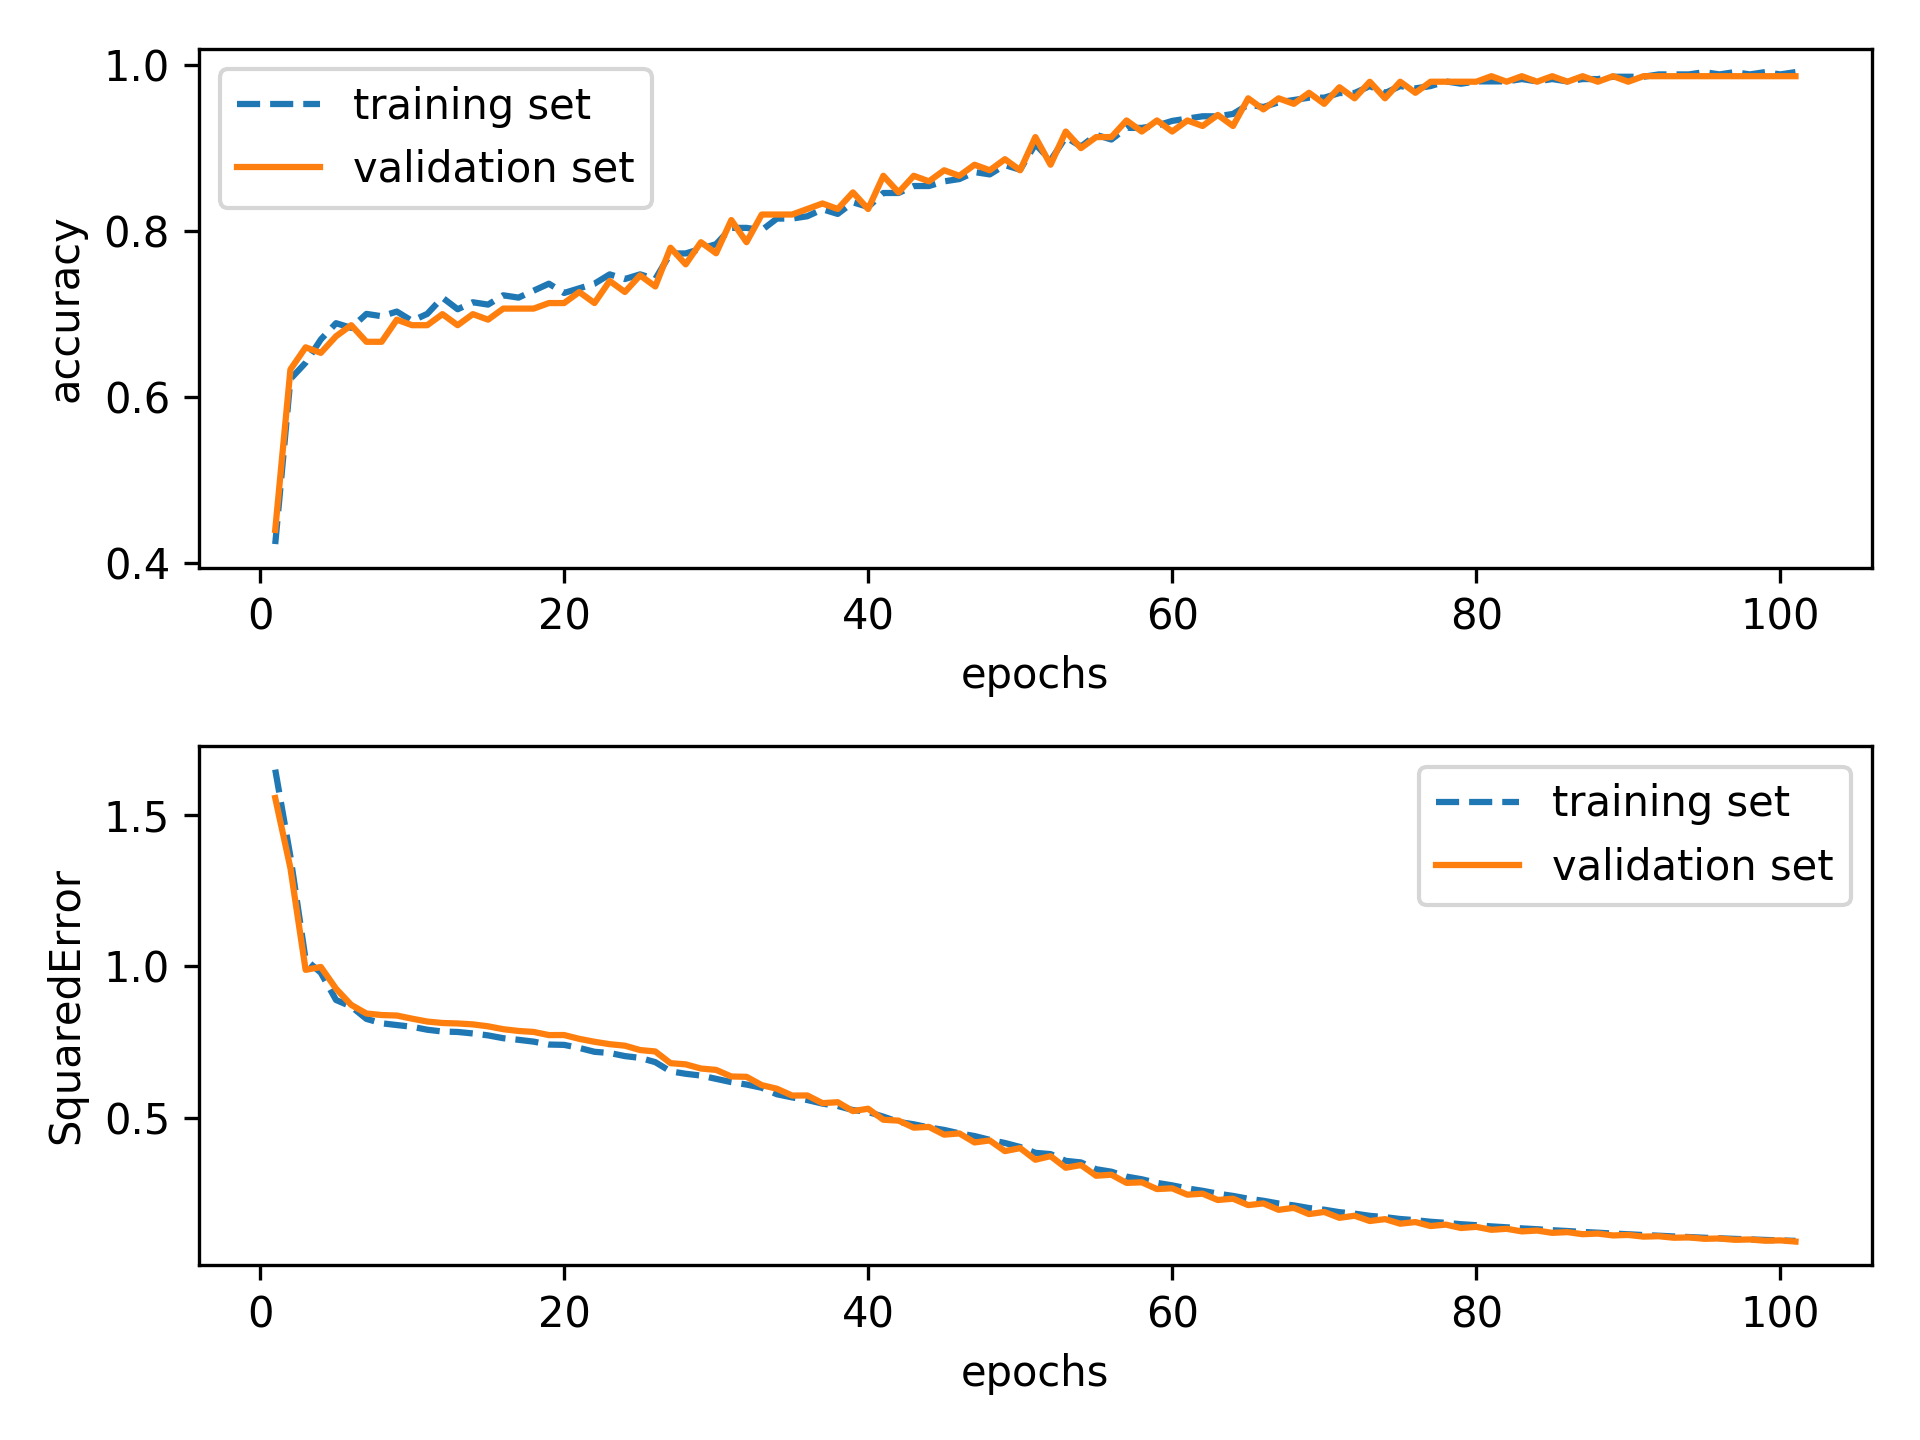 1.0
0.8
0.6
0.4
accuracy
training set
validation set
0 20 40 60 80 100
epochs
1.5
1.0
0.5
SquaredError
training set
validation set
0 20 40 60 80 100
epochs